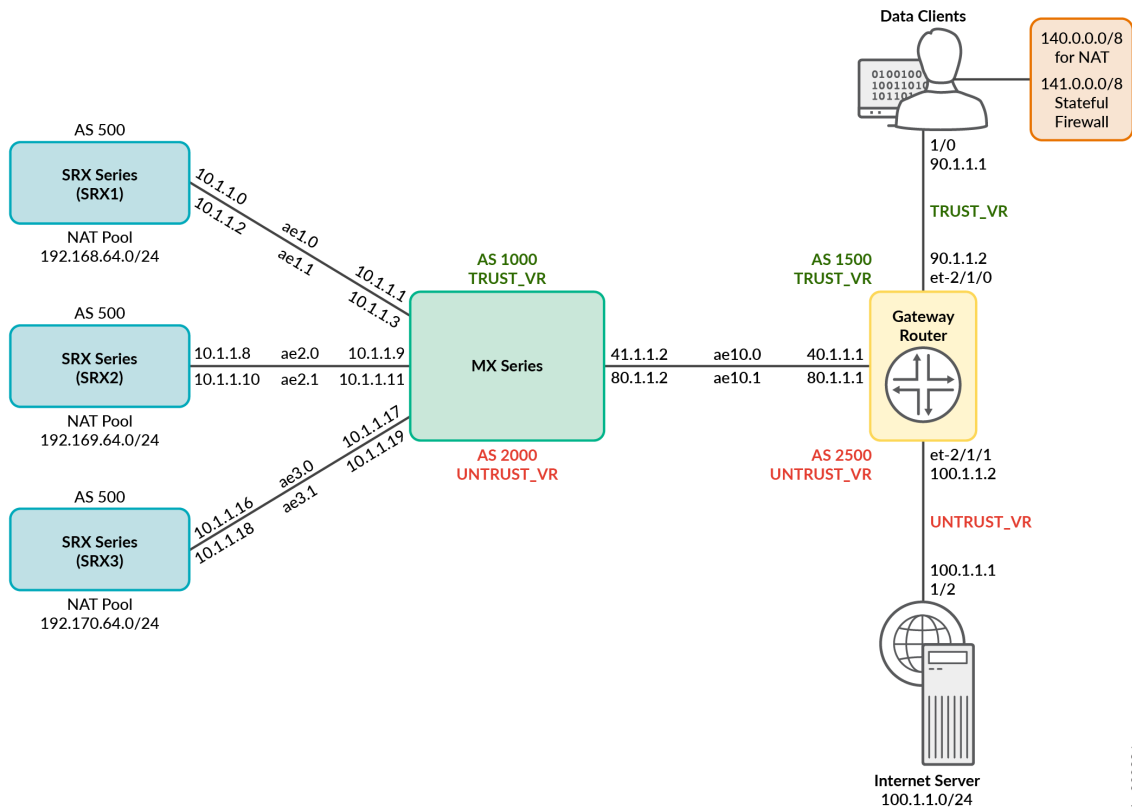 Data Clients
140.0.0.0/8
for NAT
141.0.0.0/8
Stateful
Firewall
0100100
10011010
10110
1/0
90.1.1.1
TRUST_VR
90.1.1.2
et-2/1/0
AS 500
SRX Series
(SRX1)
NAT Pool
192.168.64.0/24
10.1.1.0
10.1.1.2
ae1.0
ae1.1
10.1.1.1
10.1.1.3
AS 500
SRX Series
(SRX2)
NAT Pool
192.169.64.0/24
10.1.1.8 ae2.0 10.1.1.9
10.1.1.10 ae2.1 10.1.1.11
AS 500
SRX Series
(SRX3)
NAT Pool
192.170.64.0/24
10.1.1.16
10.1.1.18
ae3.0
ae3.1
10.1.1.17
10.1.1.19
AS 1000
TRUST_VR
MX Series
AS 2000
UNTRUST_VR
41.1.1.2 ae10.0 40.1.1.1
80.1.1.2 ae10.1 80.1.1.1
AS 1500
TRUST_VR
Gateway
Router
AS 2500
UNTRUST_VR
et-2/1/1
100.1.1.2
UNTRUST_VR
100.1.1.1
1/2
Internet Server
100.1.1.0/24